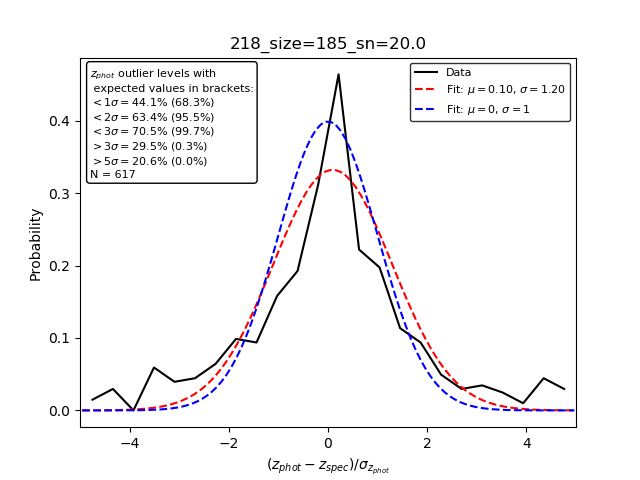 218_size=185_sn=20.0
z_phot outlier levels with
expected values in brackets:
<1σ=44.1% (68.3%)
<2σ=63.4% (95.5%)
<3σ=70.5% (99.7%)
>3σ=29.5% (0.3%)
>5σ=20.6% (0.0%)
N = 617
Data
Fit: μ=0.10, σ=1.20
Fit: μ=0, σ=1
Probability
0.4
0.3
0.2
0.1
0.0
−4 −2 0 2 4
(z_phot − z_spec)/σ_z_phot